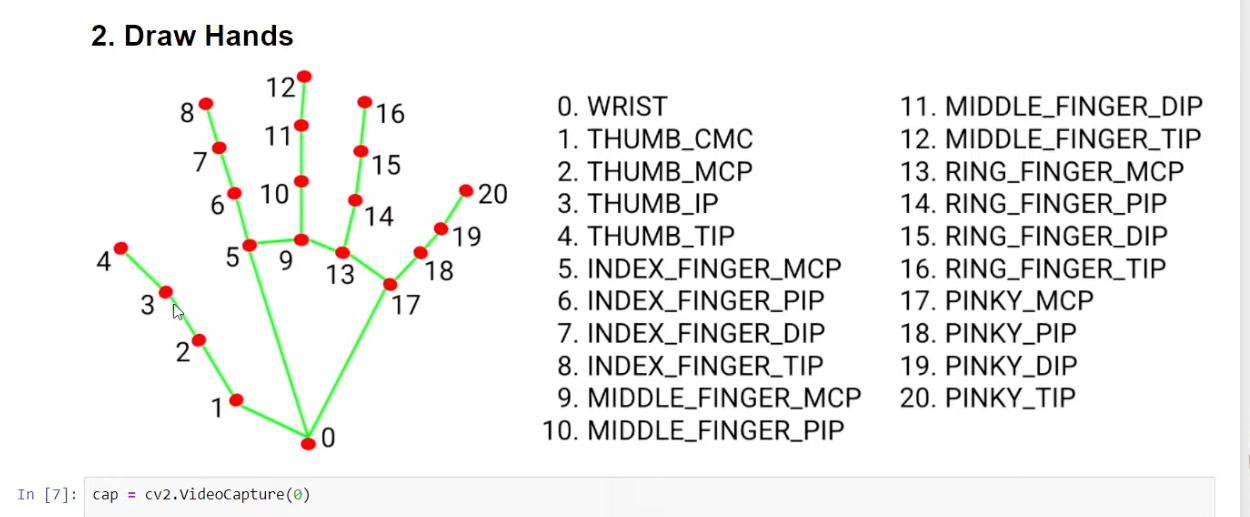 2. Draw Hands
12
8
16
11
7
15
10
20
6
14
19
4
5
9
13
18
3
17
2
1
0
0. WRIST
1. THUMB_CMC
2. THUMB_MCP
3. THUMB_IP
4. THUMB_TIP
5. INDEX_FINGER_MCP
6. INDEX_FINGER_PIP
7. INDEX_FINGER_DIP
8. INDEX_FINGER_TIP
9. MIDDLE_FINGER_MCP
10. MIDDLE_FINGER_PIP
11. MIDDLE_FINGER_DIP
12. MIDDLE_FINGER_TIP
13. RING_FINGER_MCP
14. RING_FINGER_PIP
15. RING_FINGER_DIP
16. RING_FINGER_TIP
17. PINKY_MCP
18. PINKY_PIP
19. PINKY_DIP
20. PINKY_TIP
In [7]: cap = cv2.VideoCapture(0)